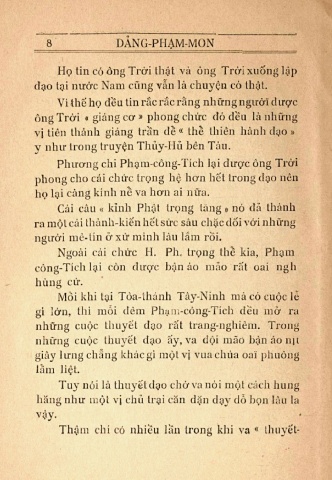 8 DẢNG-PHẠM-MON
Họ tin có ông Trời thật và ông Trời xuống lập
đạo tại nước Nam cũng vẫn là chuyện có thật.
Vì thế họ đều tin rắc rắc rằng những người được
ông Trời « giáng cơ » phong chức đó đều là những
vị tiên thánh giáng trần để « thể thiên hành đạo »
y như trong truyện Thủy-Hử bên Tàu.
Phương chi Phạm-công-Tích lại được ông Trời
phong cho cái chức trọng hệ hơn hết trong đạo nên
họ lại càng kính nể va hơn ai nữa.
Cái câu « kinh Phật trọng tăng » nó đã thành
ra một cái thành-kiến hết sức sâu chặc dối với những
người mê-tín ở xứ mình lâu lắm rồi.
Ngoài cái chức H. Ph. trọng thể kia, Phạm
công-Tích lại còn được bận áo mão rất oai ngh
hùng cứ.
Mỗi khi tại Tòa-thánh Tây-Ninh mà có cuộc lễ
gì lớn, thì mỗi đêm Phạm-công-Tích đều mở ra
những cuộc thuyết đạo rất trang-nghiêm. Trong
những cuộc thuyết đạo ấy, va đội mão bận áo nịt
giây lưng chẳng khác gì một vị vua chúa oai phuông
lẫm liệt.
Tuy nói là thuyết đạo chớ va nói một cách hung
hăng như một vị chủ trại căn dặn dạy dỗ bọn lâu la
vậy.
Thậm chí có nhiều lần trong khi va « thuyết-